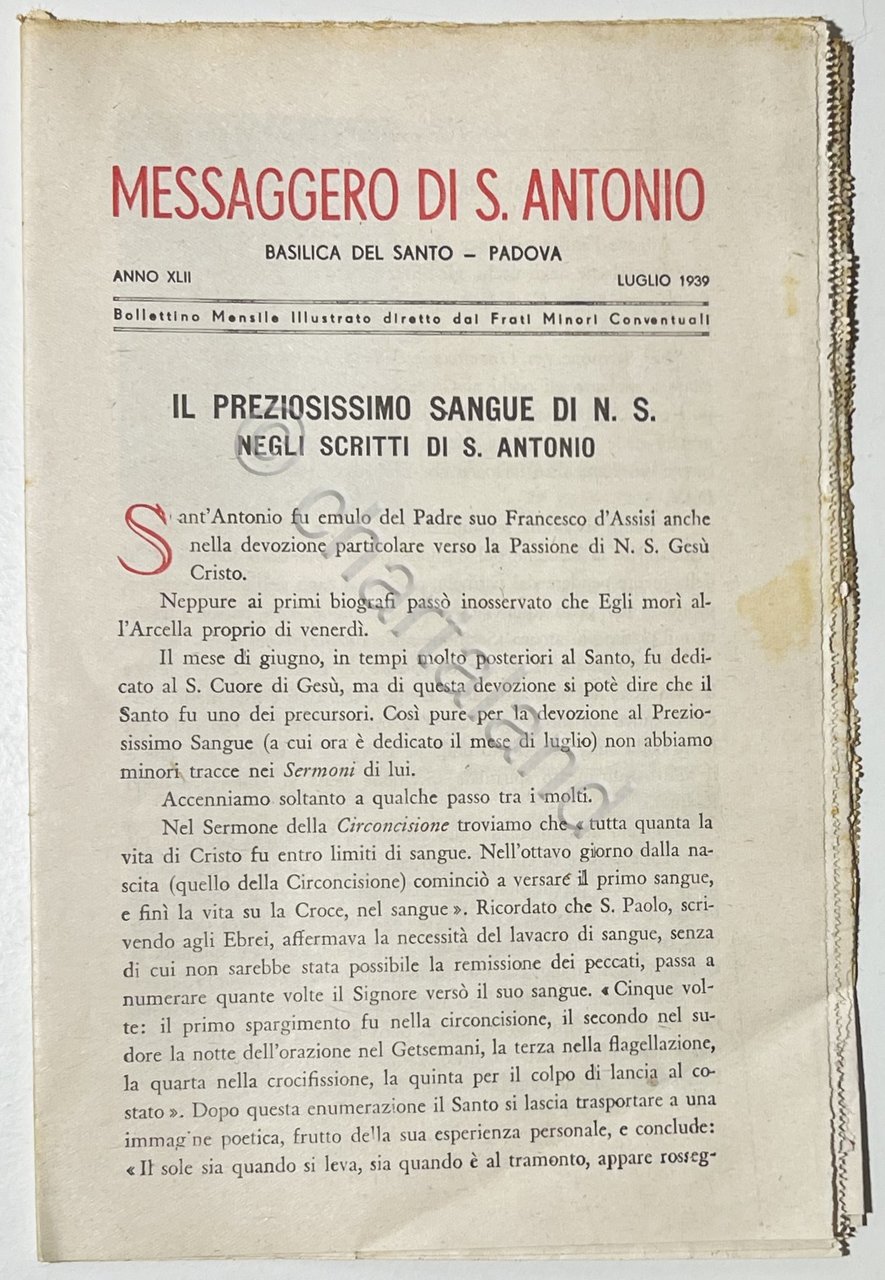 MESSAGGERO DI S. ANTONIO
BASILICA DEL SANTO – PADOVA
ANNO XLII LUGLIO 1939
Bollettino Mensile Illustrato diretto dai Frati Minori Conventuali
IL PREZIOSISSIMO SANGUE DI N. S.
NEGLI SCRITTI DI S. ANTONIO
Sant'Antonio fu emulo del Padre suo Francesco d'Assisi anche
nella devozione particolare verso la Passione di N. S. Gesù
Cristo.
Neppure ai primi biografi passò inosservato che Egli morì al-
l'Arcella proprio di venerdì.
Il mese di giugno, in tempi molto posteriori al Santo, fu dedi-
cato al S. Cuore di Gesù, ma di questa devozione si potè dire che il
Santo fu uno dei precursori. Così pure per la devozione al Prezio-
sissimo Sangue (a cui ora è dedicato il mese di luglio) non abbiamo
minori tracce nei Sermoni di lui.
Accenniamo soltanto a qualche passo tra i molti.
Nel Sermone della Circoncisione troviamo che « tutta quanta la
vita di Cristo fu entro limiti di sangue. Nell'ottavo giorno dalla na-
scita (quello della Circoncisione) cominciò a versare il primo sangue,
e finì la vita su la Croce, nel sangue ». Ricordato che S. Paolo, scri-
vendo agli Ebrei, affermava la necessità del lavacro di sangue, senza
di cui non sarebbe stata possibile la remissione dei peccati, passa a
numerare quante volte il Signore versò il suo sangue. « Cinque vol-
te: il primo spargimento fu nella circoncisione, il secondo nel su-
dore la notte dell'orazione nel Getsemani, la terza nella flagellazione,
la quarta nella crocifissione, la quinta per il colpo di lancia al co-
stato ». Dopo questa enumerazione il Santo si lascia trasportare a una
immagine poetica, frutto della sua esperienza personale, e conclude:
« Il sole sia quando si leva, sia quando è al tramonto, appare rosseg-
© chartaland